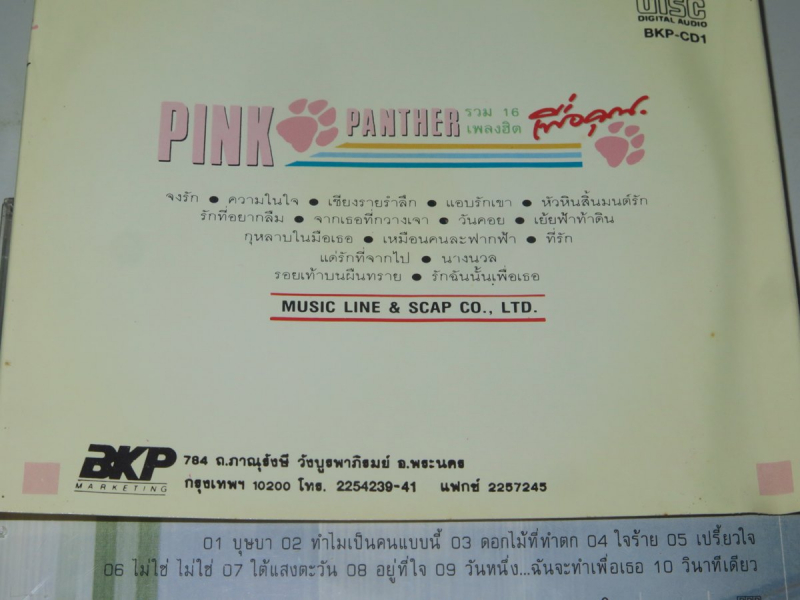 DISC
DIGITAL AUDIO
BKP-CD1
PINK PANTHER รวม 16 เพลงฮิต เพื่อคุณ.
จงรัก ● ความในใจ ● เชียงรายรำลึก ● แอบรักเขา ● หัวหินสิ้นมนต์รัก
รักที่อยากลืม ● จากเธอที่กวางเจา ● วันคอย ● เย้ยฟ้าท้าดิน
กุหลาบในมือเธอ ● เหมือนคนละฟากฟ้า ● ที่รัก
แด่รักที่จากไป ● นางนวล
รอยเท้าบนผืนทราย ● รักฉันนั้นเพื่อเธอ
MUSIC LINE & SCAP CO., LTD.
BKP MARKETING
784 ถ.ภาณุรังษี วังบูรพาภิรมย์ อ.พระนคร
กรุงเทพฯ 10200 โทร. 2254239-41 แฟกซ์ 2257245
01 บุษบา 02 ทำไมเป็นคนแบบนี้ 03 ดอกไม้ที่ทำตก 04 ใจร้าย 05 เปรี้ยวใจ
06 ไม่ใช่ ไม่ใช่ 07 ใต้แสงตะวัน 08 อยู่ที่ใจ 09 วันหนึ่ง...ฉันจะทำเพื่อเธอ 10 วินาทีเดียว